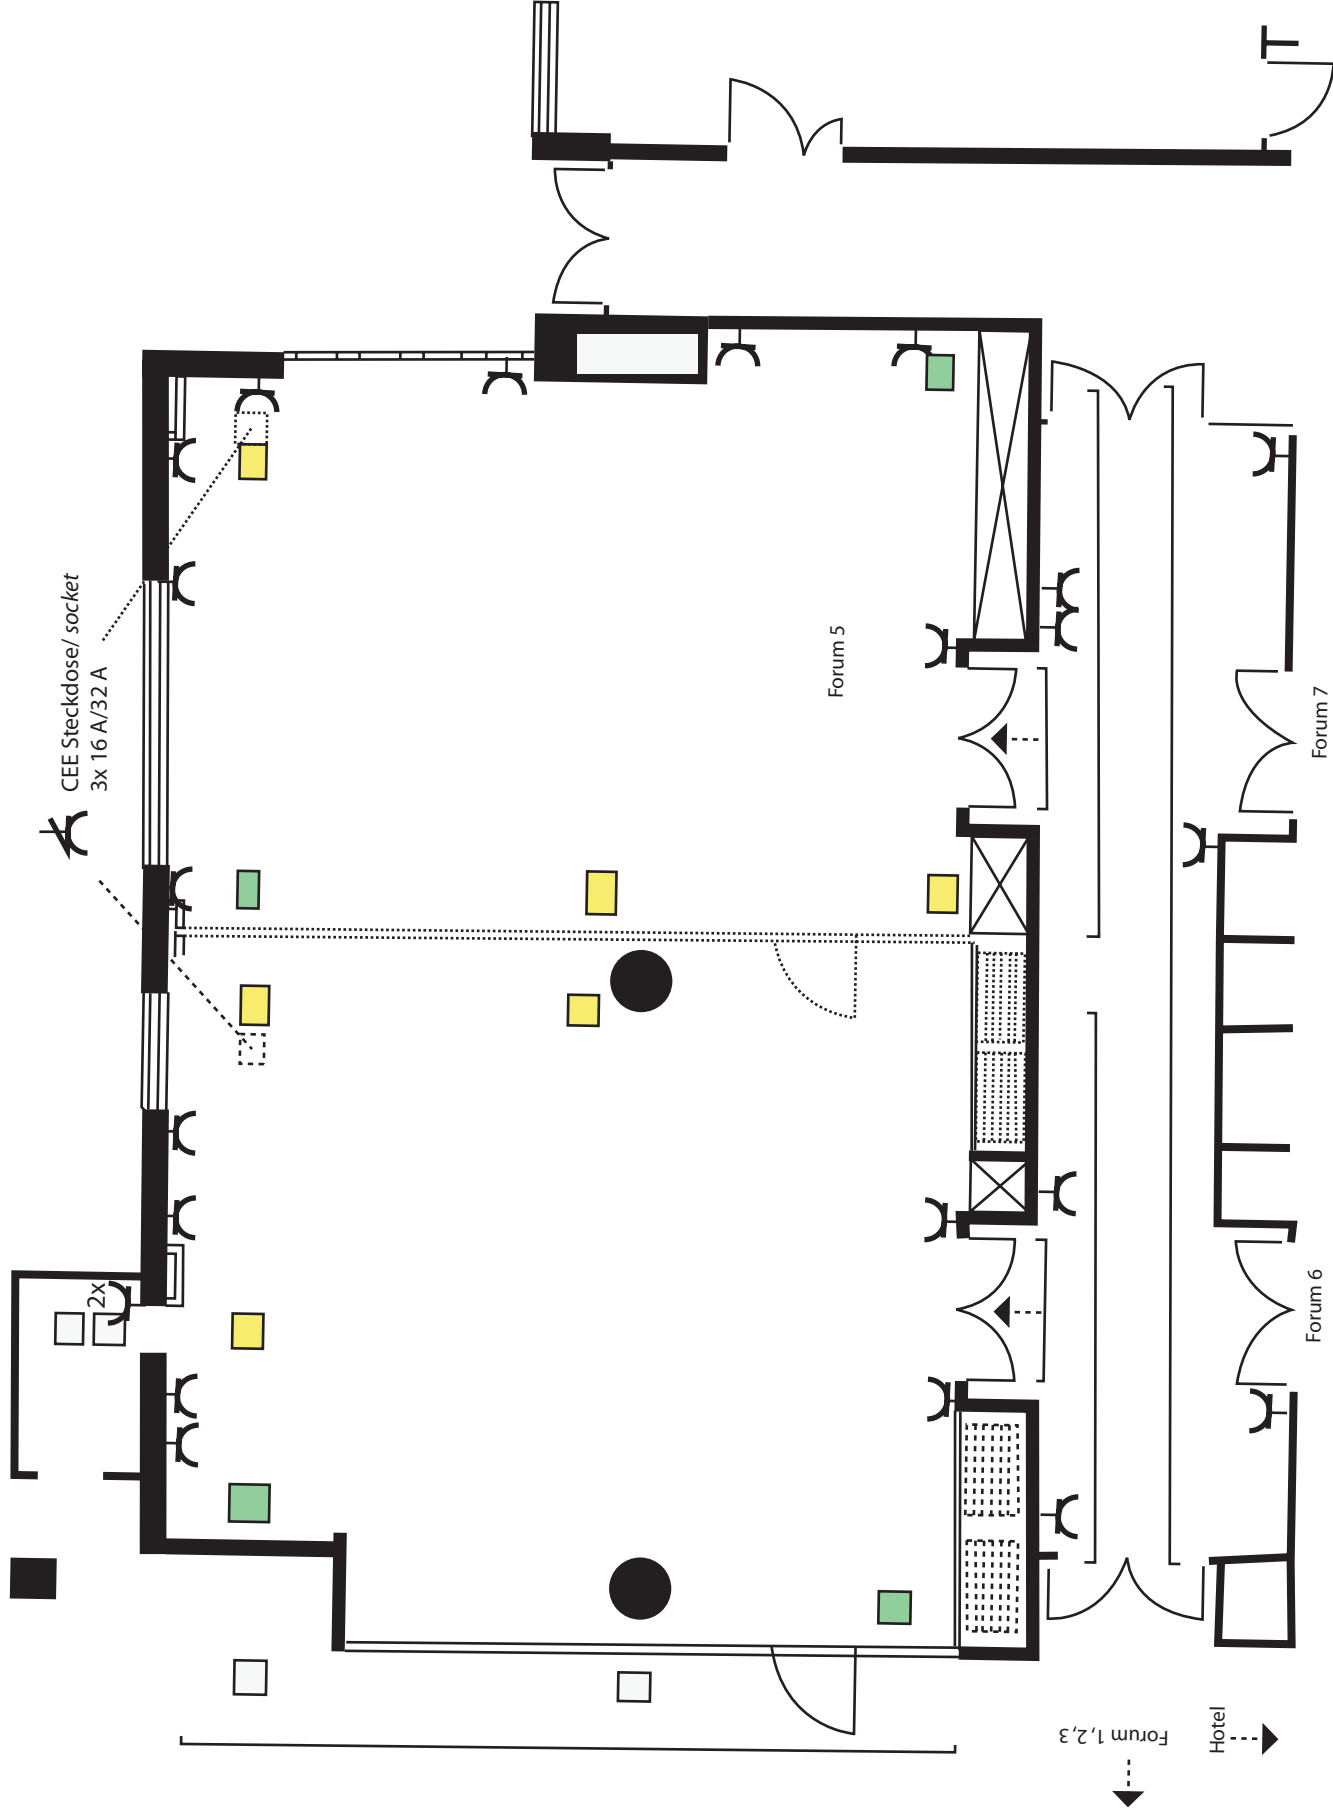 CEE Steckdose/ socket
3x 16 A/32 A
2x
Forum 5
Forum 7
Forum 6
Forum 1,2,3
Hotel